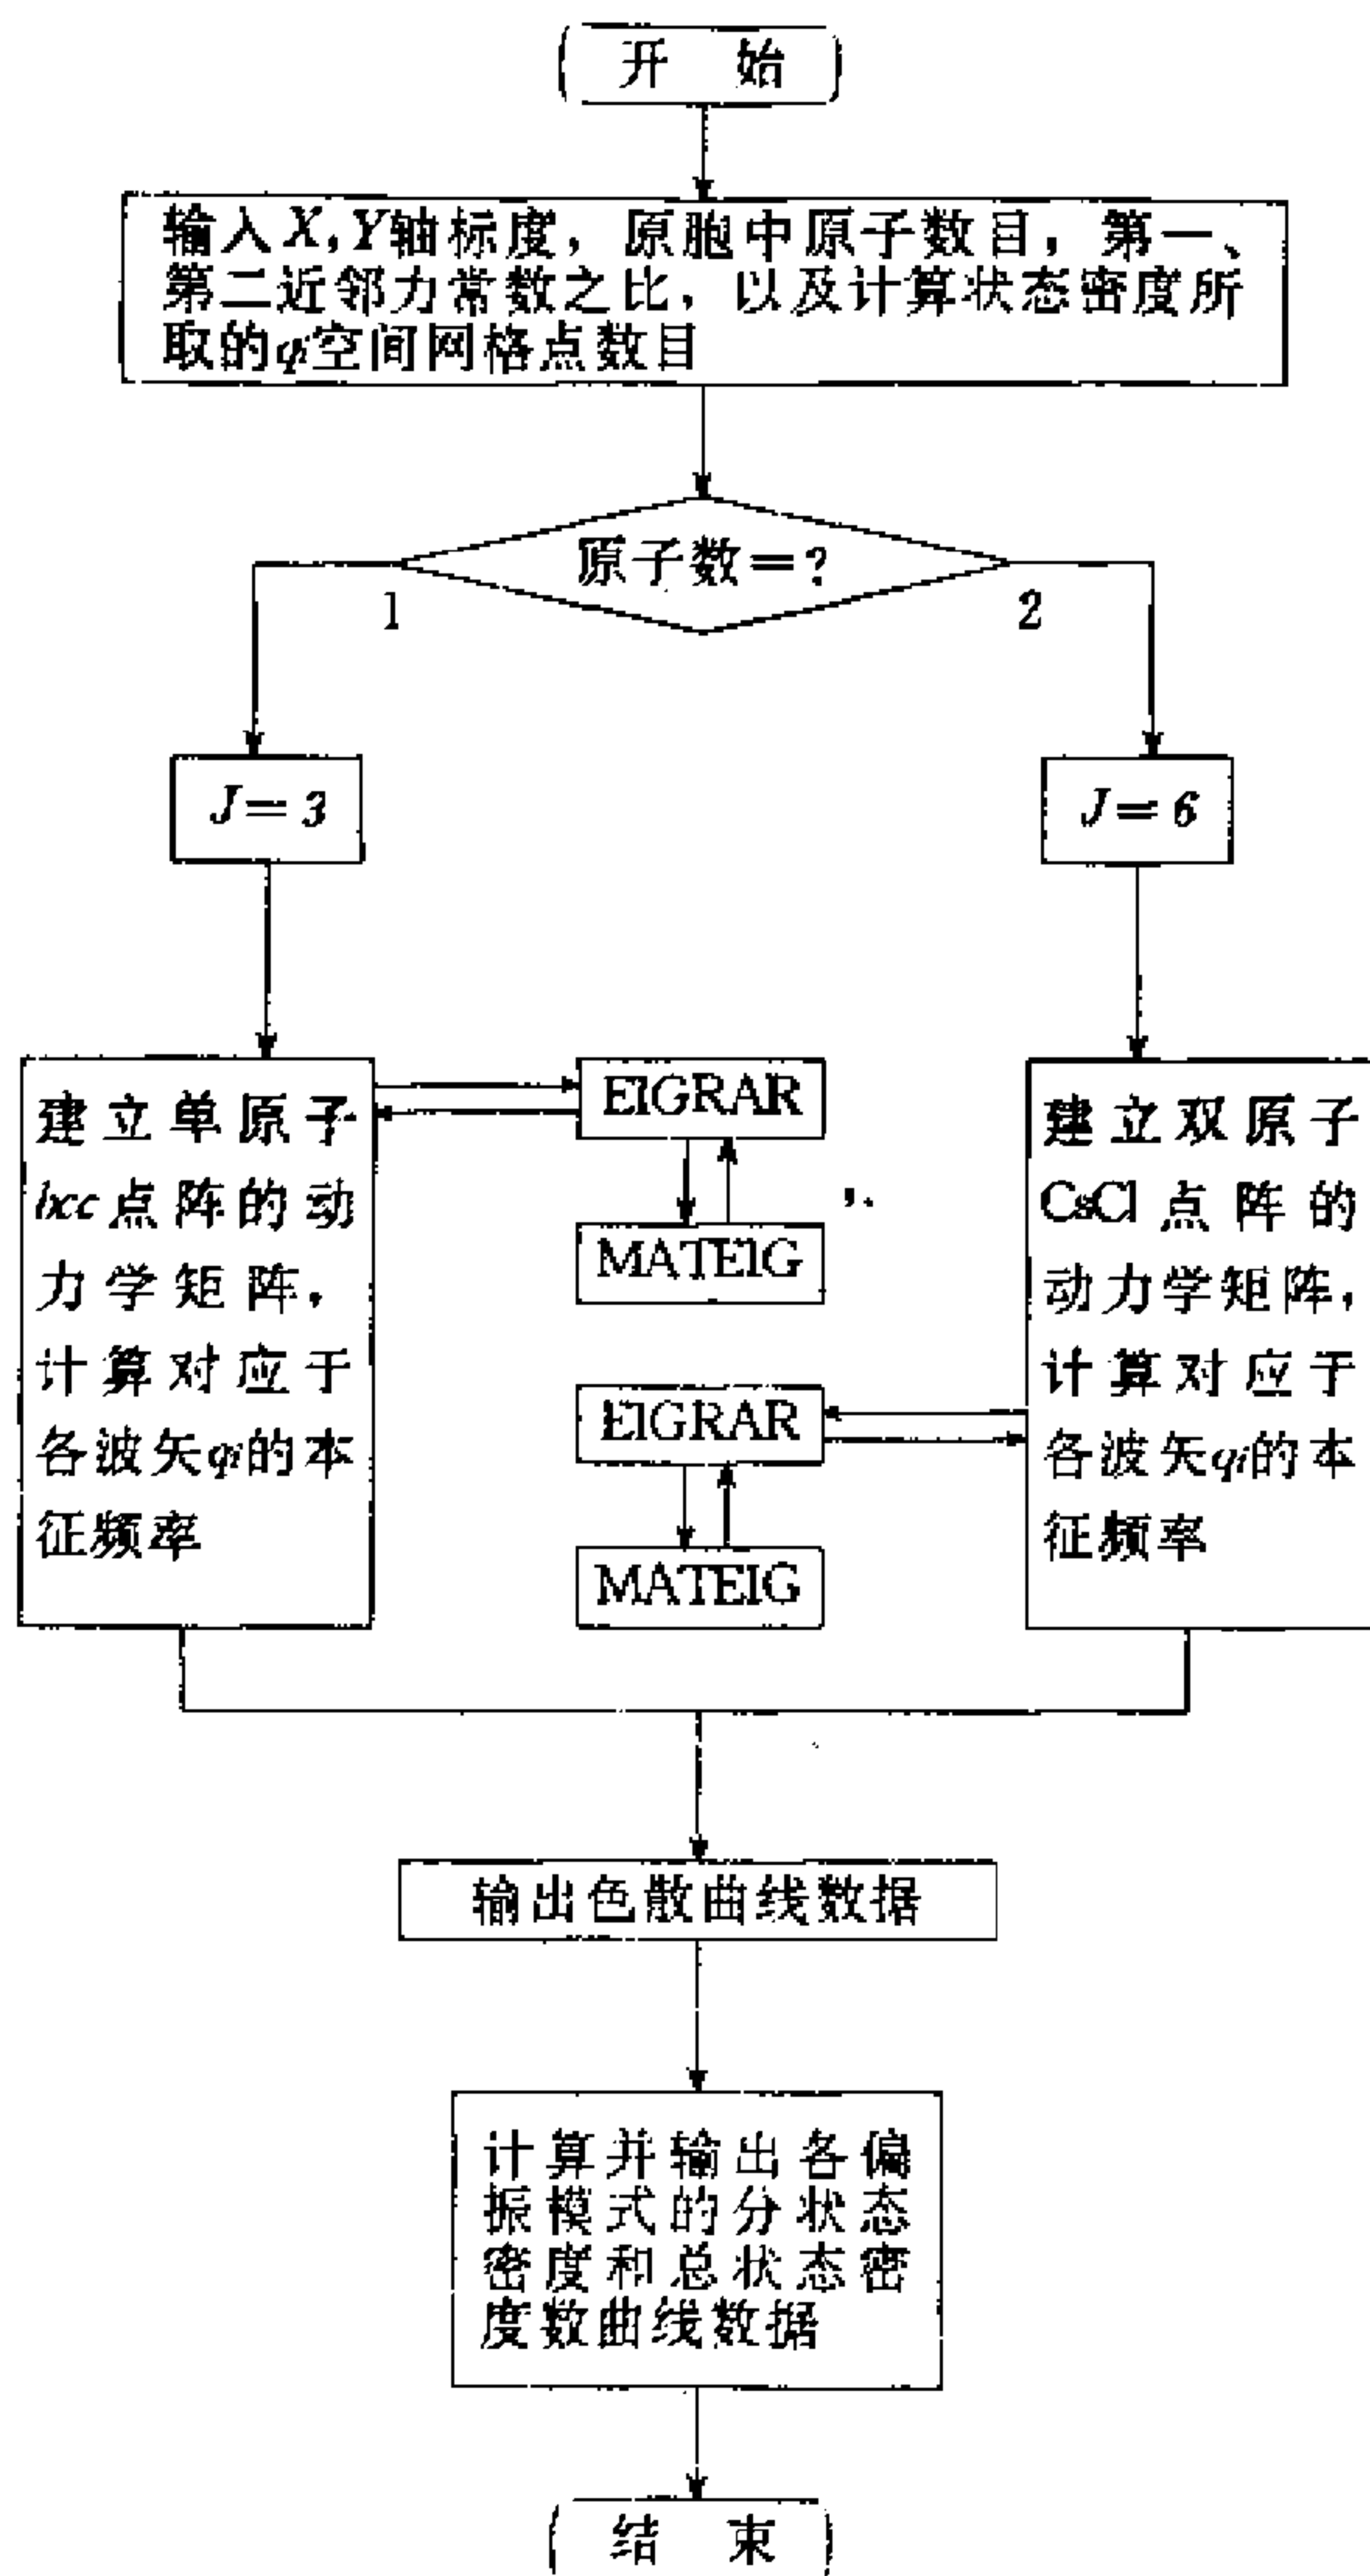 开 始
输入X,Y轴标度，原胞中原子数目，第一、
第二近邻力常数之比，以及计算状态密度所
取的qi空间网格点数目
原子数=?
1
2
J=3
J=6
建立单原子
bcc点阵的动
力学矩阵，
计算对应于
各波矢qi的本
征频率
EIGRAR
MATEIG
EIGRAR
MATEIG
建立双原子
CsCl点阵的
动力学矩阵，
计算对应于
各波矢qi的本
征频率
输出色散曲线数据
计算并输出各偏
振模式的分状态
密度和总状态密
度数曲线数据
结 束